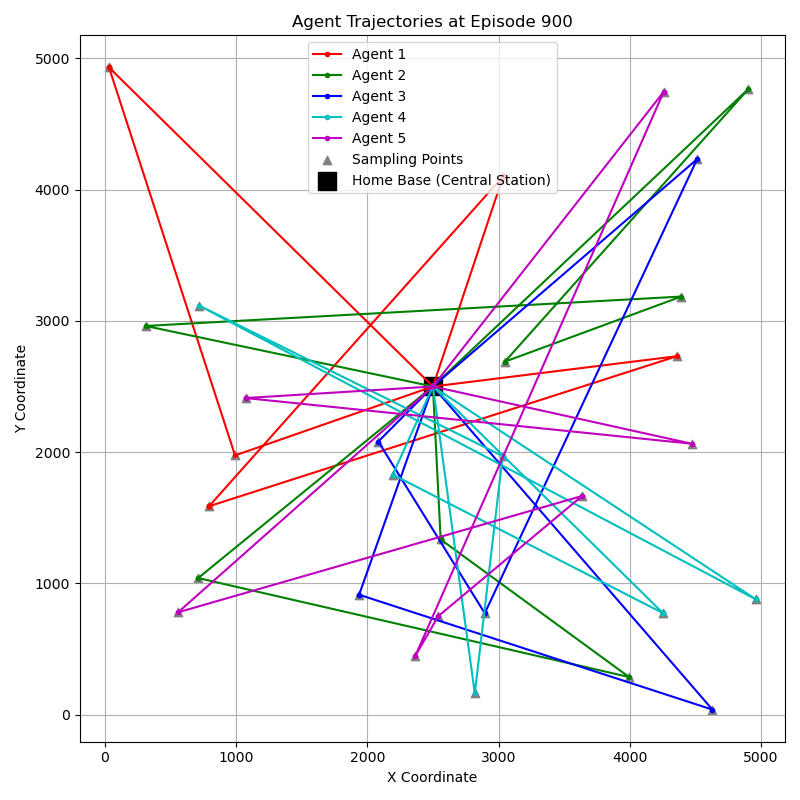 Agent Trajectories at Episode 900
Agent 1
Agent 2
Agent 3
Agent 4
Agent 5
Sampling Points
Home Base (Central Station)
5000
4000
3000
2000
1000
0
Y Coordinate
0 1000 2000 3000 4000 5000
X Coordinate